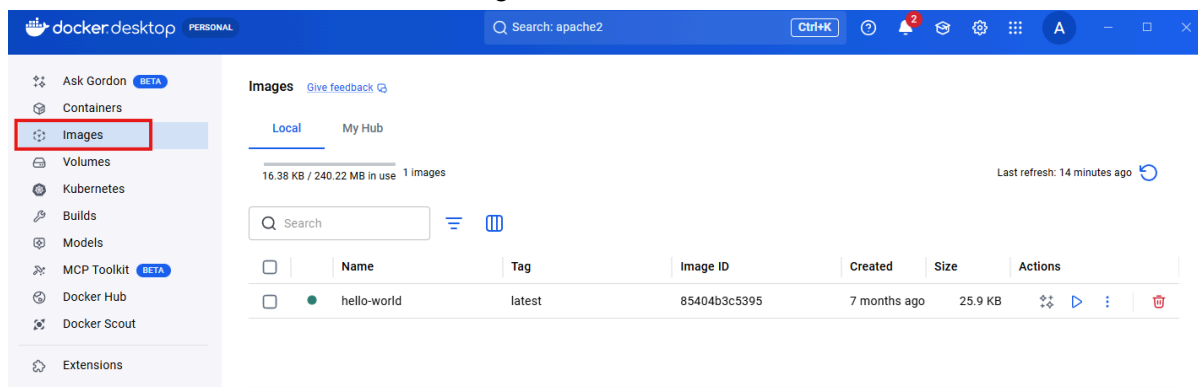 docker.desktop PERSONAL
Search: apache2 Ctrl+K ? 2 A
Ask Gordon BETA
Containers
Images
Volumes
Kubernetes
Builds
Models
MCP Toolkit BETA
Docker Hub
Docker Scout
Extensions
Images Give feedback
Local My Hub
16.38 KB / 240.22 MB in use 1 images
Last refresh: 14 minutes ago
Search
Name Tag Image ID Created Size Actions
hello-world latest 85404b3c5395 7 months ago 25.9 KB